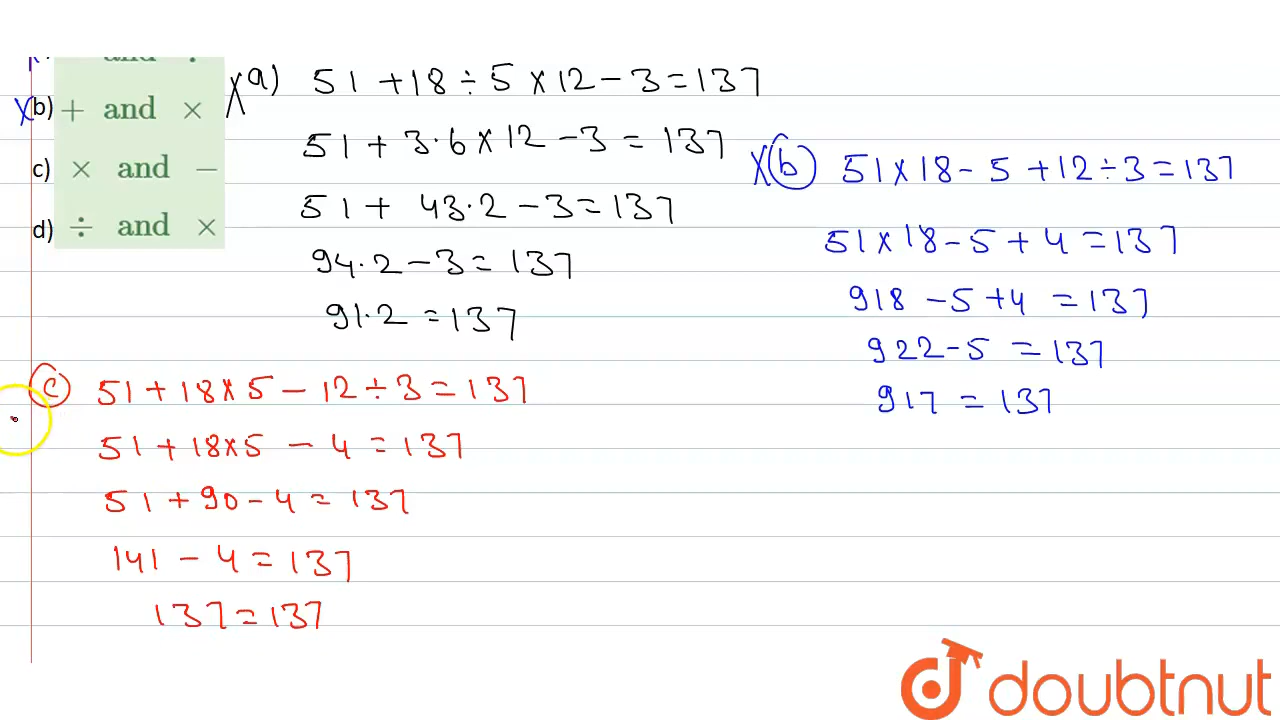 and ÷
b) + and ×
c) × and −
d) ÷ and ×
a) 51 + 18 ÷ 5 × 12 − 3 = 137
51 + 3.6 × 12 − 3 = 137
51 + 43.2 − 3 = 137
94.2 − 3 = 137
91.2 = 137
(b) 51 × 18 − 5 + 12 ÷ 3 = 137
51 × 18 − 5 + 4 = 137
918 − 5 + 4 = 137
922 − 5 = 137
917 = 137
(c) 51 + 18 × 5 − 12 ÷ 3 = 137
51 + 18 × 5 − 4 = 137
51 + 90 − 4 = 137
141 − 4 = 137
137 = 137
doubtnut